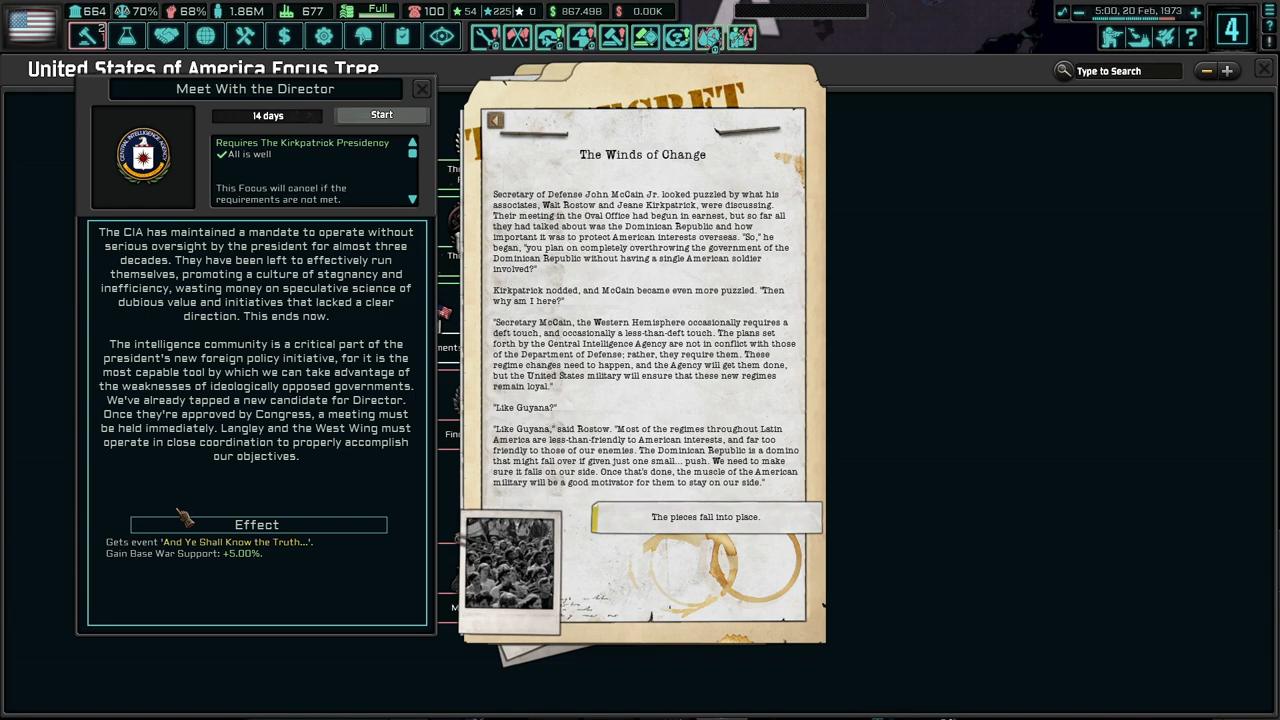 664 70% 68% 1.86M 677 Full 100 54 225 0 $ 867.49B $ 0.00K
5:00, 20 Feb, 1973
4
2
United States of America Focus Tree
Type to Search
Meet With the Director
14 days
Start
Requires The Kirkpatrick Presidency
All is well
This Focus will cancel if the
requirements are not met.
CENTRAL INTELLIGENCE AGENCY
The CIA has maintained a mandate to operate without
serious oversight by the president for almost three
decades. They have been left to effectively run
themselves, promoting a culture of stagnancy and
inefficiency, wasting money on speculative science of
dubious value and initiatives that lacked a clear
direction. This ends now.
The intelligence community is a critical part of the
president's new foreign policy initiative, for it is the
most capable tool by which we can take advantage of
the weaknesses of ideologically opposed governments.
We've already tapped a new candidate for Director.
Once they're approved by Congress, a meeting must
be held immediately. Langley and the West Wing must
operate in close coordination to properly accomplish
our objectives.
Effect
Gets event 'And Ye Shall Know the Truth...'.
Gain Base War Support: +5.00%.
The Winds of Change
Secretary of Defense John McCain Jr. looked puzzled by what his
associates, Walt Rostow and Jeane Kirkpatrick, were discussing.
Their meeting in the Oval Office had begun in earnest, but so far all
they had talked about was the Dominican Republic and how
important it was to protect American interests overseas. "So," he
began, "you plan on completely overthrowing the government of the
Dominican Republic without having a single American soldier
involved?"
Kirkpatrick nodded, and McCain became even more puzzled. "Then
why am I here?"
"Secretary McCain, the Western Hemisphere occasionally requires a
deft touch, and occasionally a less-than-deft touch. The plans set
forth by the Central Intelligence Agency are not in conflict with those
of the Department of Defense; rather, they require them. These
regime changes need to happen, and the Agency will get them done,
but the United States military will ensure that these new regimes
remain loyal."
"Like Guyana?"
"Like Guyana," said Rostow. "Most of the regimes throughout Latin
America are less-than-friendly to American interests, and far too
friendly to those of our enemies. The Dominican Republic is a domino
that might fall over if given just one small... push. We need to make
sure it falls on our side. Once that's done, the muscle of the American
military will be a good motivator for them to stay on our side."
The pieces fall into place.